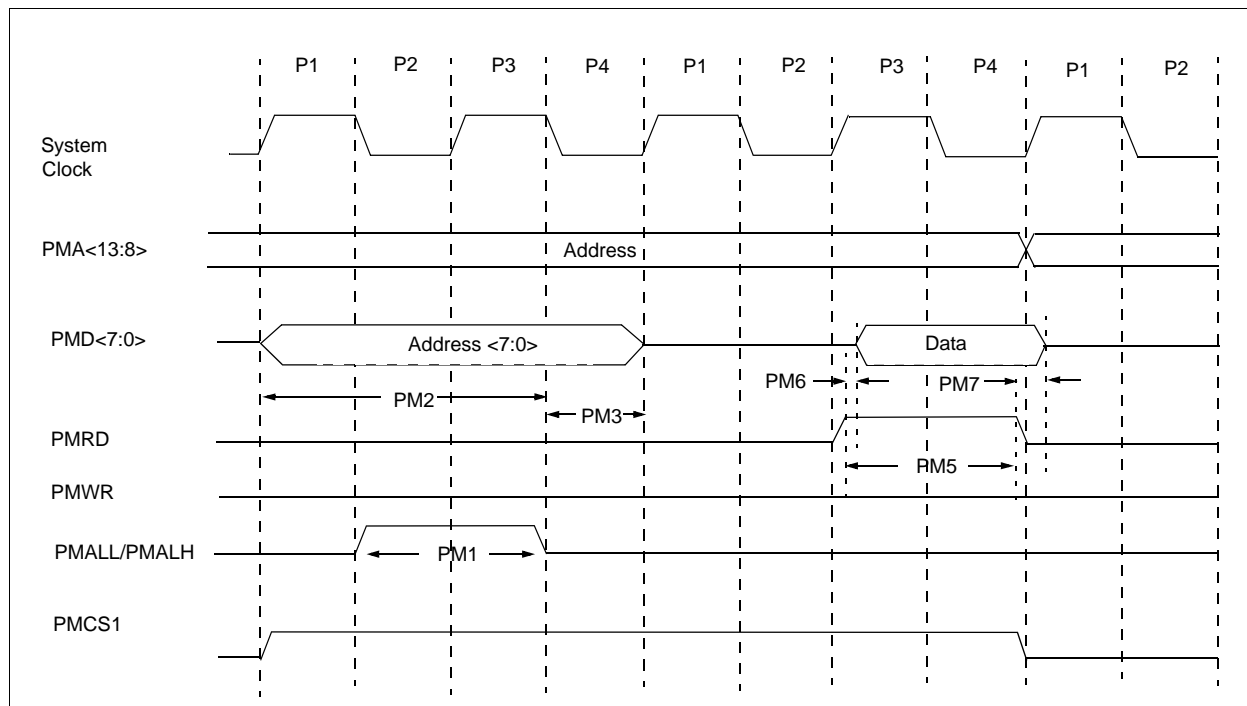 P1 P2 P3 P4 P1 P2 P3 P4 P1 P2
System
Clock
PMA<13:8>
Address
PMD<7:0>
Address <7:0>
Data
PM6
PM7
PM2
PM3
PMRD
PM5
PMWR
PMALL/PMALH
PM1
PMCS1